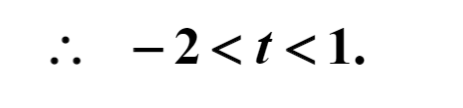 ∴ − 2 < t < 1.